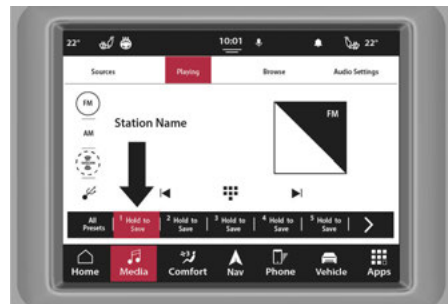 22° 10:01 22°
Sources Playing Browse Audio Settings
FM
AM
Station Name
FM
All Presets 1 Hold to Save 2 Hold to Save 3 Hold to Save 4 Hold to Save 5 Hold to Save
Home Media Comfort Nav Phone Vehicle Apps